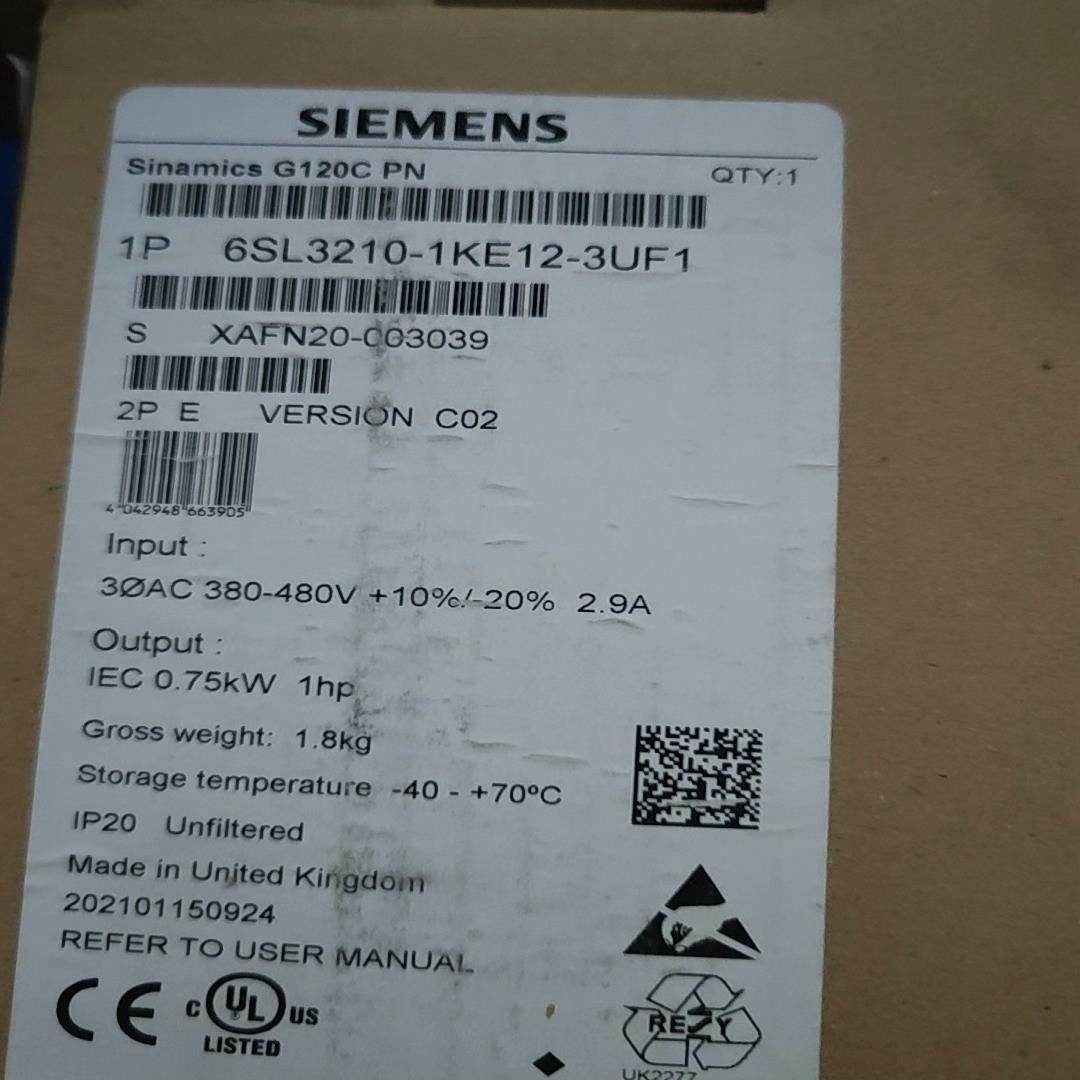 SIEMENS
Sinamics G120C PN QTY:1
1P 6SL3210-1KE12-3UF1
S XAFN20-003039
2P E VERSION C02
4 042948 663905
Input :
3ØAC 380-480V +10%/-20% 2.9A
Output :
IEC 0.75kW 1hp
Gross weight: 1.8kg
Storage temperature -40 - +70ºC
IP20 Unfiltered
Made in United Kingdom
202101150924
REFER TO USER MANUAL
CE C UL US
LISTED
RESY
UK2277